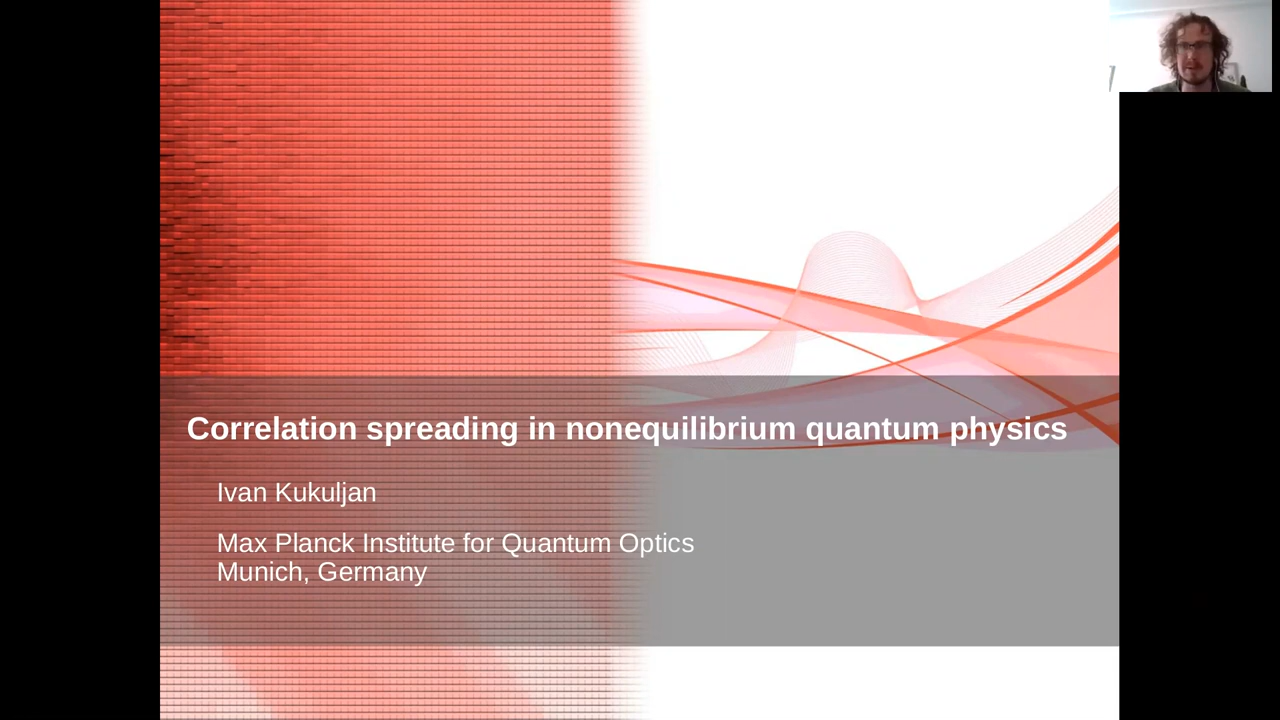 Correlation spreading in nonequilibrium quantum physics
Ivan Kukuljan
Max Planck Institute for Quantum Optics
Munich, Germany